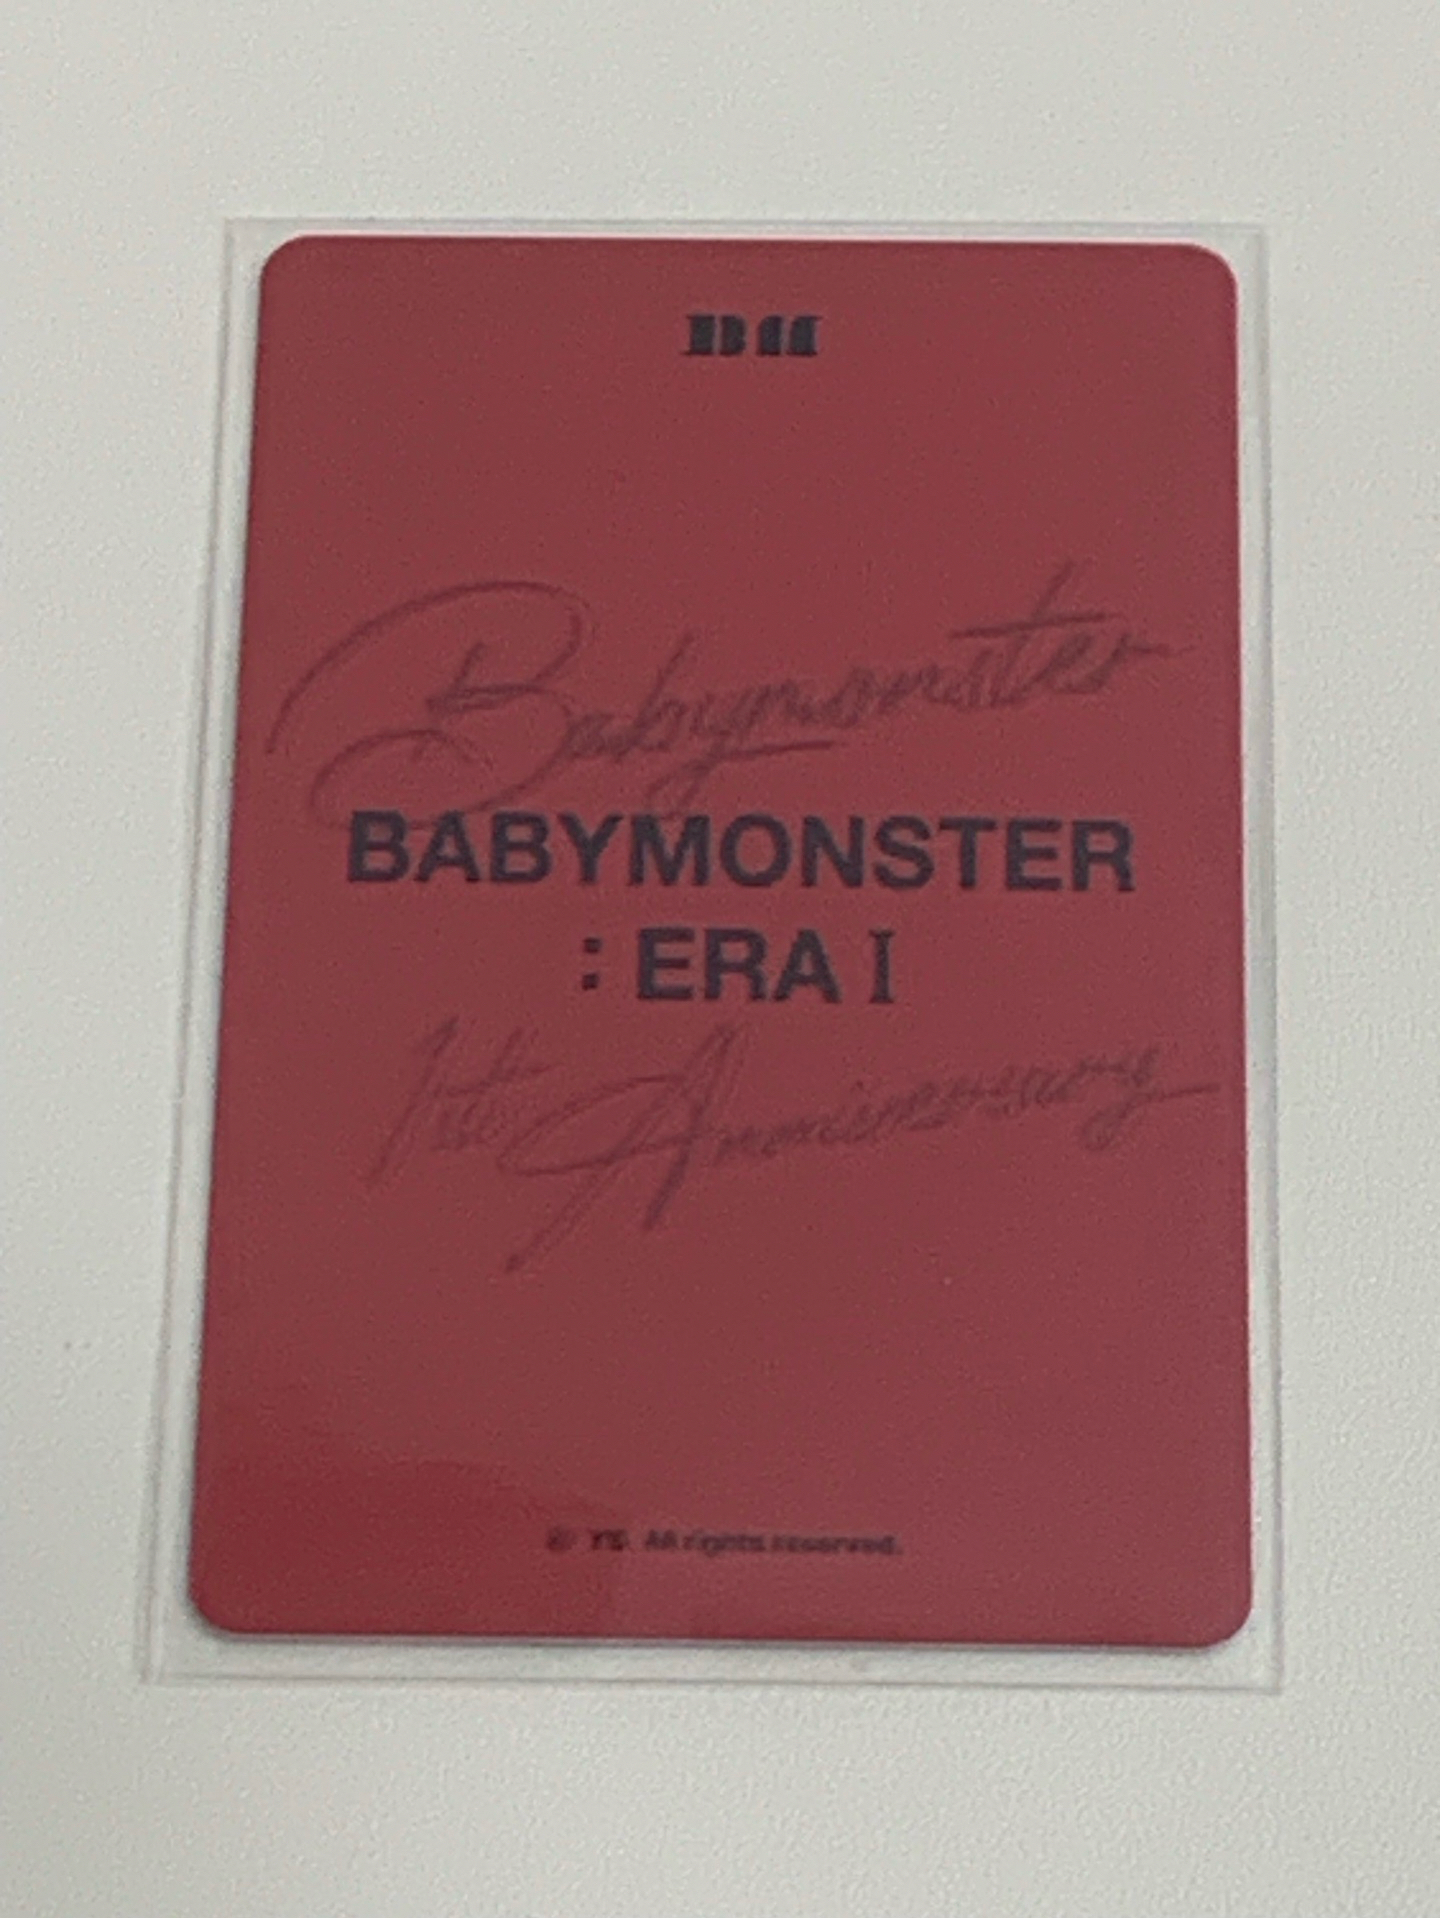 BM
Babymonster
BABYMONSTER
: ERA I
1st Anniversary
© YG. All rights reserved.